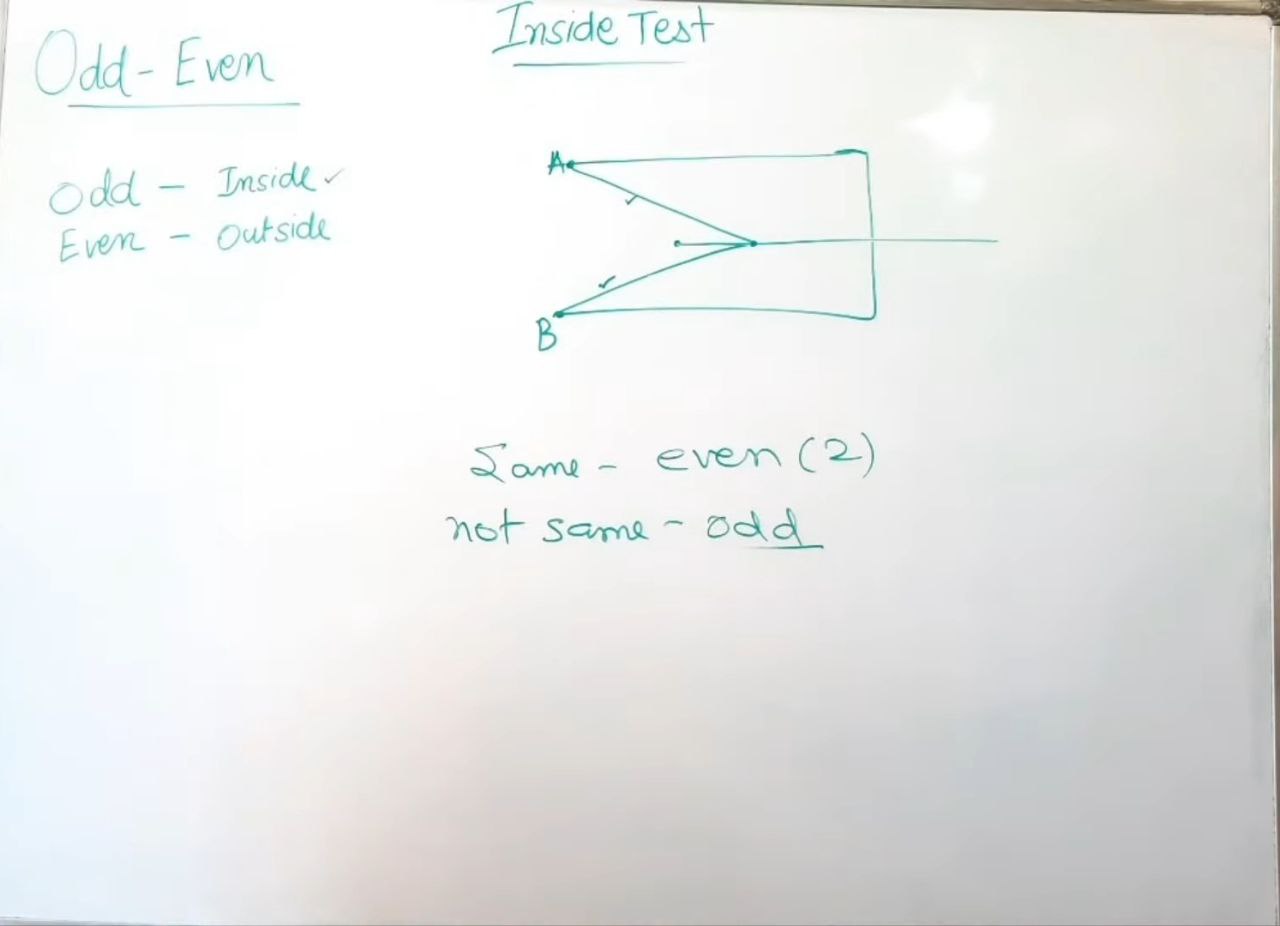 Odd - Even
Inside Test
Odd - Inside ✓
Even - Outside
A
B
Same - even (2)
not same - odd